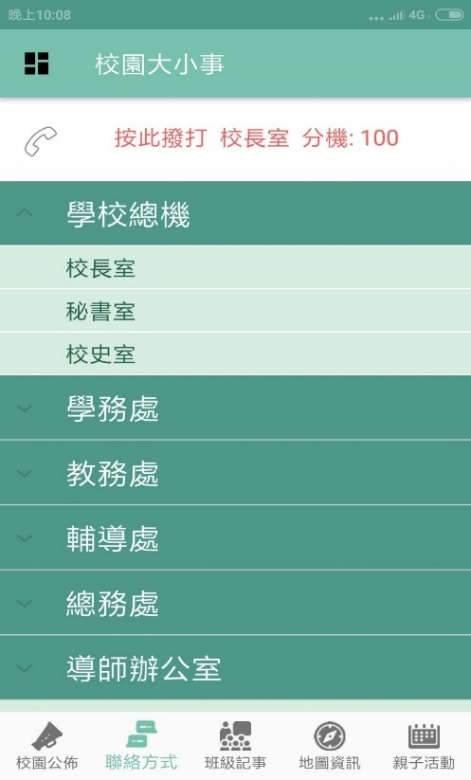 晚上10:08 4G
校園大小事
按此撥打 校長室 分機: 100
學校總機
校長室
秘書室
校史室
學務處
教務處
輔導處
總務處
導師辦公室
校園公佈 聯絡方式 班級記事 地圖資訊 親子活動